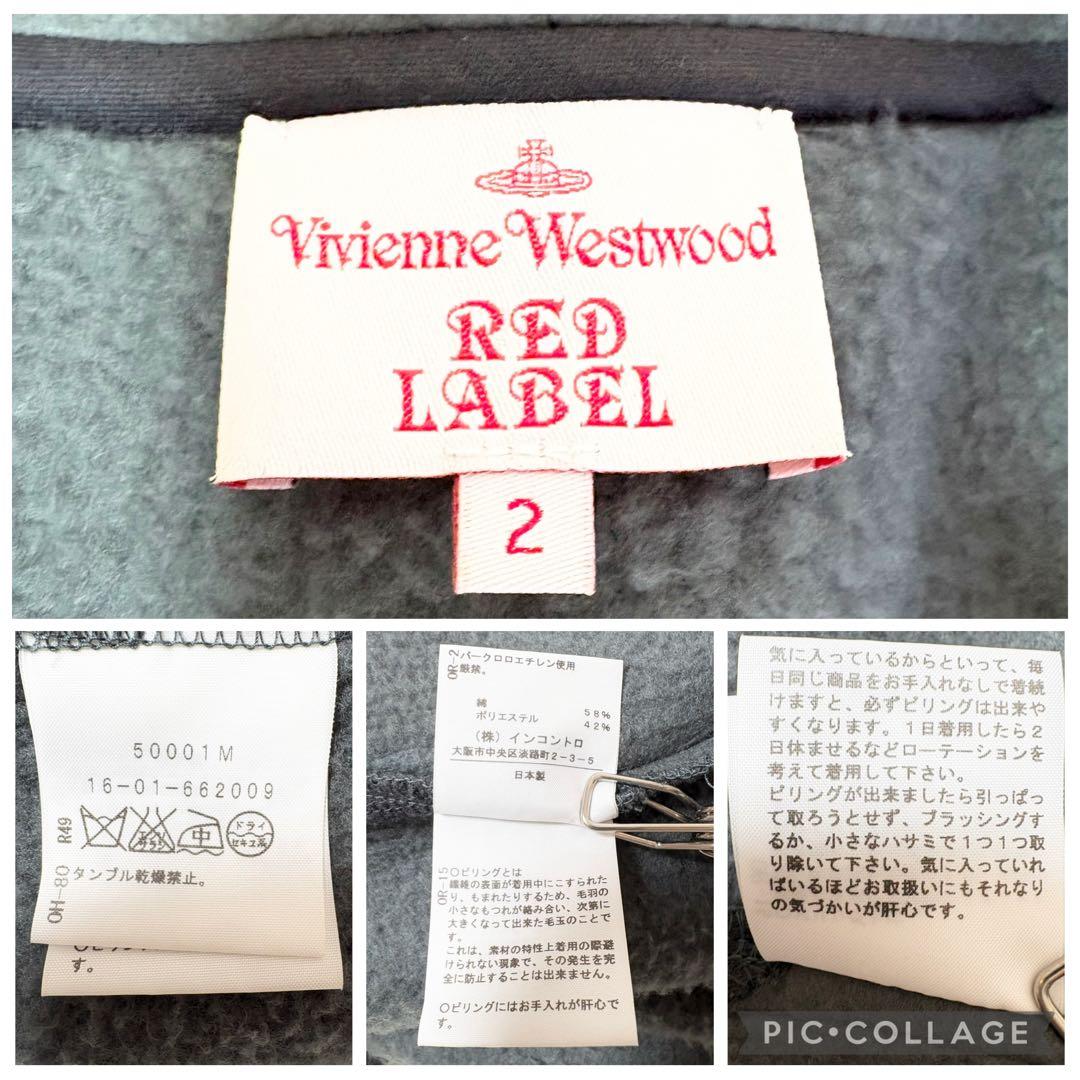 Vivienne Westwood
RED
LABEL
2
50001M
16-01-662009
エンソサラシ
中
ドライ
セキユ系
R49
OH-80
タンブル乾燥禁止。
す。
OR-2
パークロロエチレン使用
厳禁。
綿 58%
ポリエステル 42%
(株)インコントロ
大阪市中央区淡路町2-3-5
日本製
OR-15
○ピリングとは
繊維の表面が着用中にこすられた
り、もまれたりするため、毛羽の
小さなもつれが絡み合い、次第に
大きくなって出来た毛玉のことで
す。
これは、素材の特性上着用の際避
けられない現象で、その発生を完
全に防止することは出来ません。
○ピリングにはお手入れが肝心で
す。
気に入っているからといって、毎
日同じ商品をお手入れなしで着続
けますと、必ずピリングは出来や
すくなります。1日着用したら2
日休ませるなどローテーションを
考えて着用して下さい。
ピリングが出来ましたら引っぱっ
て取ろうとせず、ブラッシングす
るか、小さなハサミで1つ1つ取
り除いて下さい。気に入っていれ
ばいるほどお取扱いにもそれなり
の気づかいが肝心です。
PIC•COLLAGE